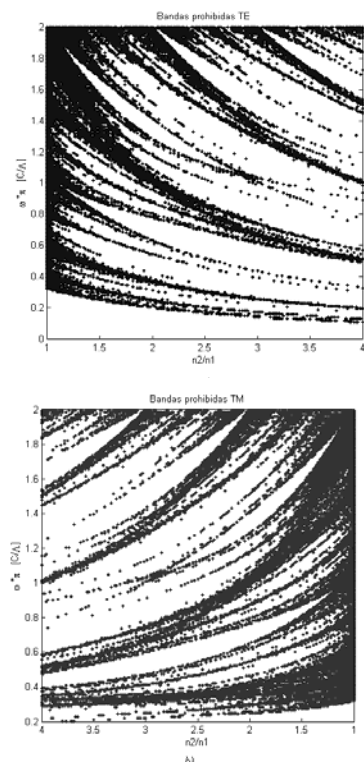 Bandas prohibidas TE
2
1.8
1.6
1.4
1.2
1
0.8
0.6
0.4
0.2
0
ω*π [C/Λ]
1 1.5 2 2.5 3 3.5 4
n2/n1
Bandas prohibidas TM
2
1.8
1.6
1.4
1.2
1
0.8
0.6
0.4
0.2
ω*π [C/Λ]
4 3.5 3 2.5 2 1.5 1
n2/n1